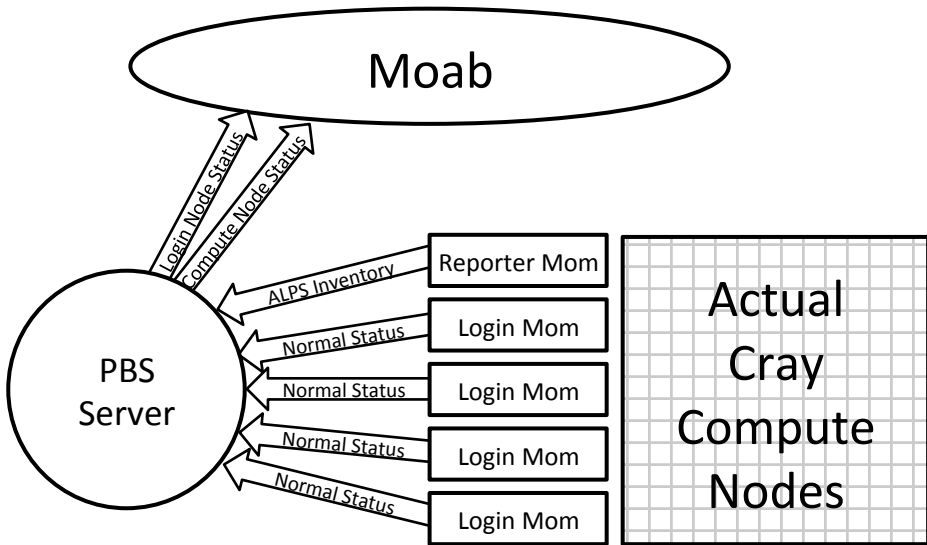 Moab
Login Node Status
Compute Node Status
ALPS Inventory
Reporter Mom
Normal Status
Login Mom
Normal Status
Login Mom
Normal Status
Login Mom
Normal Status
Login Mom
PBS
Server
Actual
Cray
Compute
Nodes